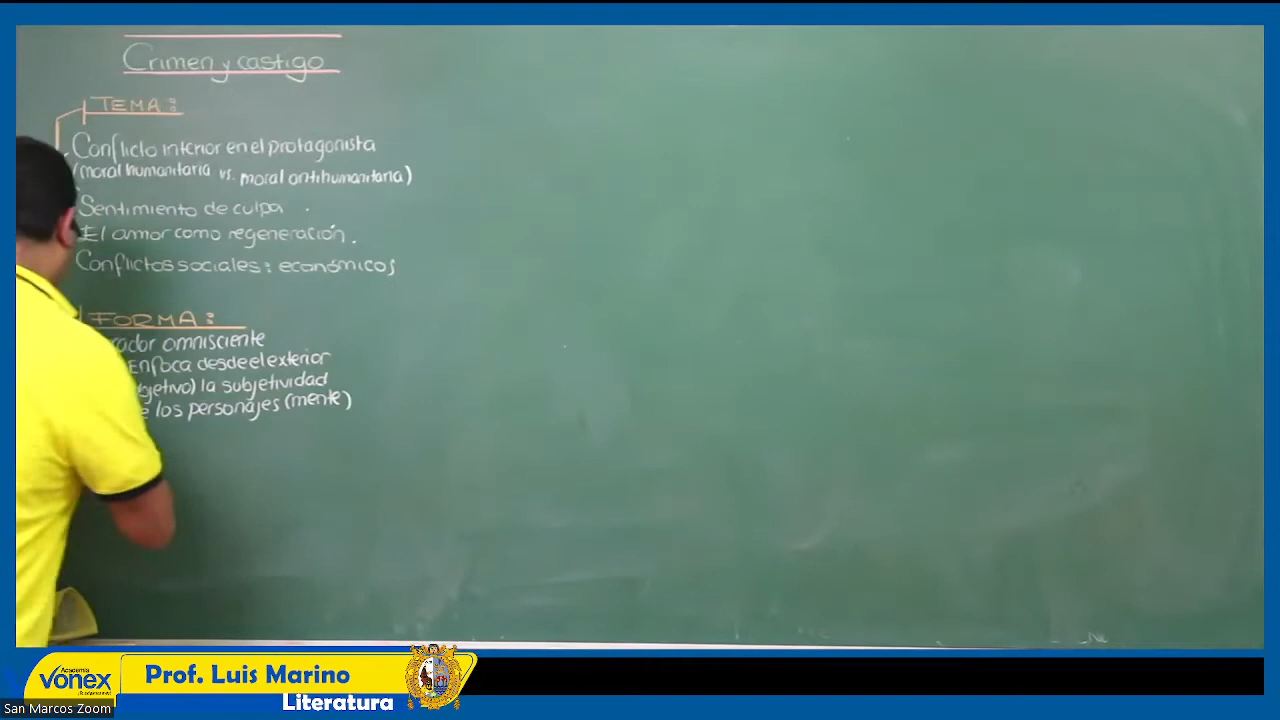 Crimen y castigo
TEMA:
Conflicto interior en el protagonista
(moral humanitaria vs. moral antihumanitaria)
Sentimiento de culpa .
El amor como regeneración.
Conflictos sociales: económicos
FORMA:
omnisciente
Enfoca desde el exterior
la subjetividad
los personajes (mente)
Academia
VONEX
Prof. Luis Marino
Literatura
San Marcos Zoom